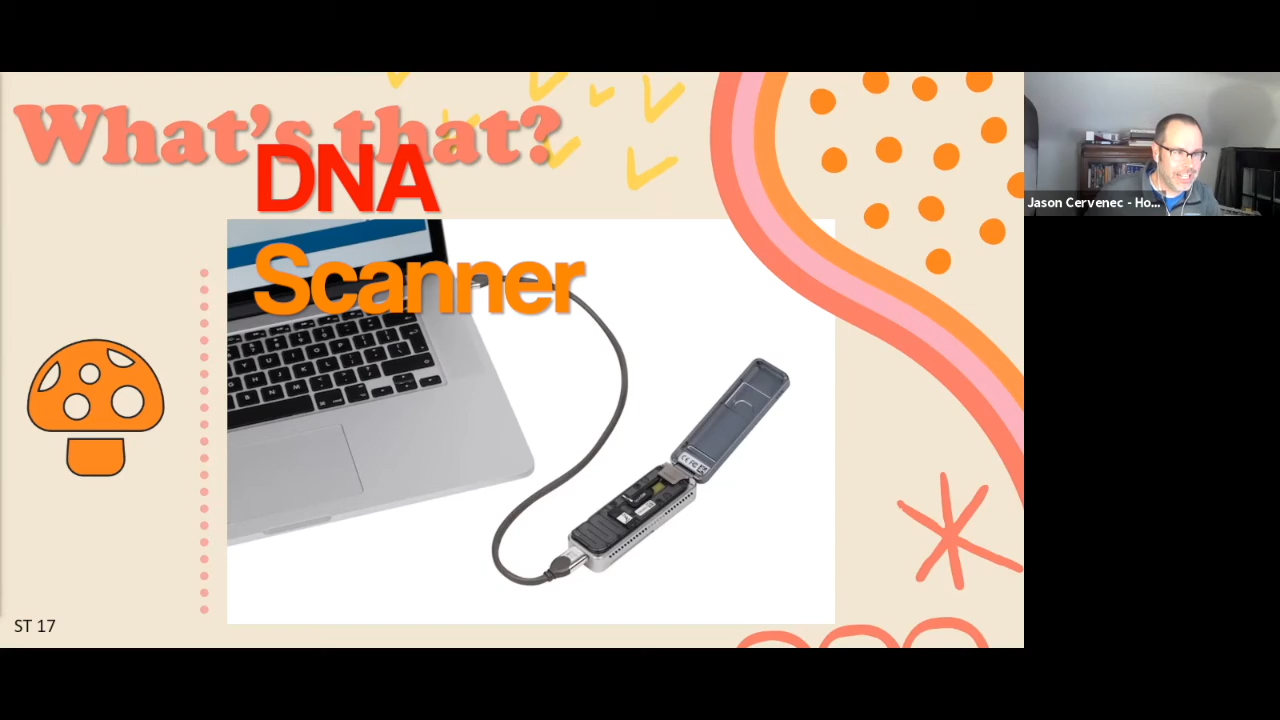 What's that?
DNA
Scanner
ST 17
Jason Cervenec - Ho...